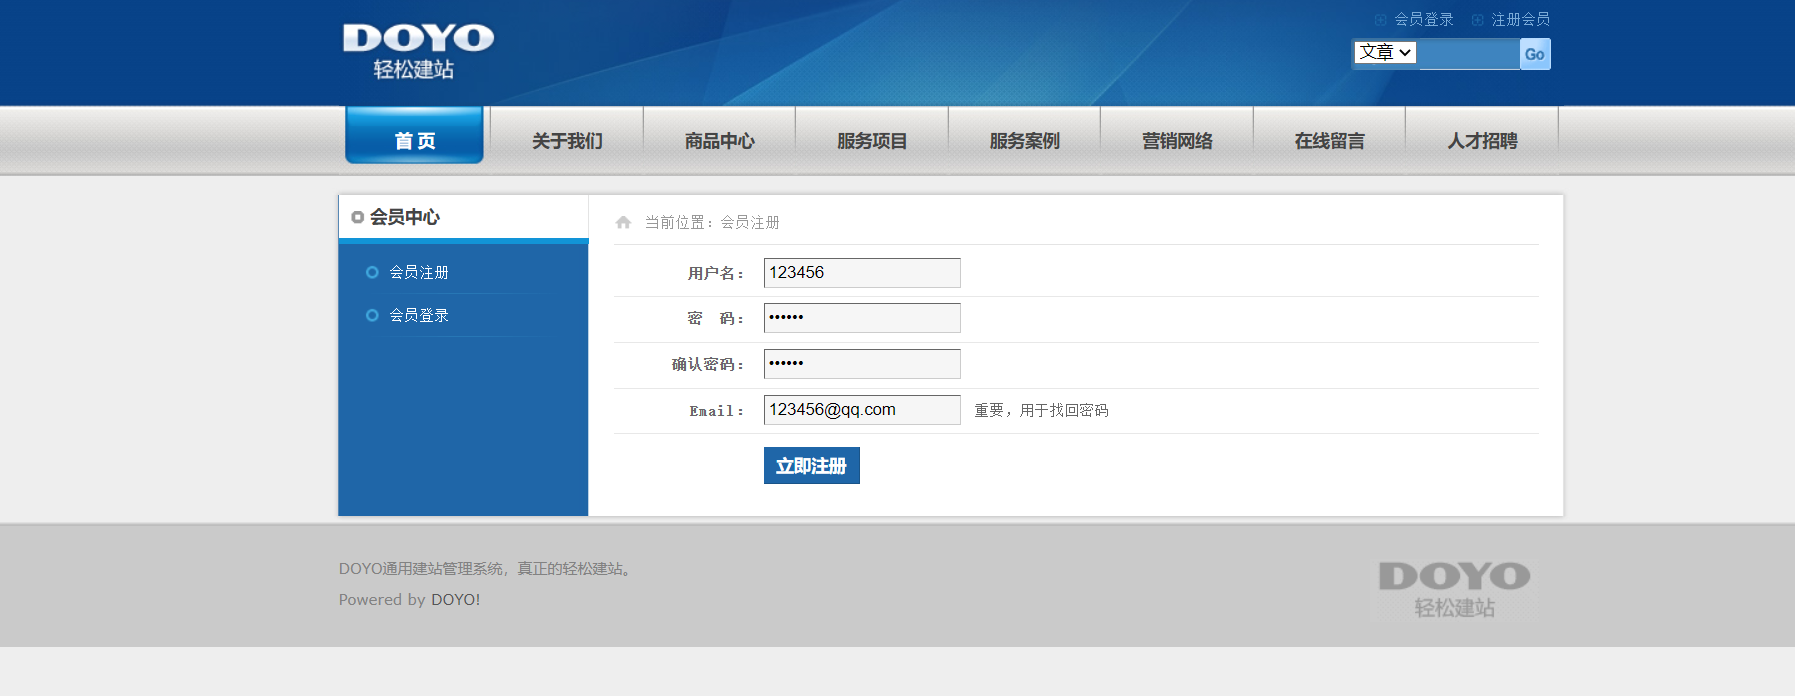 DOYO
轻松建站
会员登录 注册会员
文章 Go
首 页 关于我们 商品中心 服务项目 服务案例 营销网络 在线留言 人才招聘
会员中心
会员注册
会员登录
当前位置：会员注册
用户名： 123456
密　码： ••••••
确认密码： ••••••
Email： 123456@qq.com 重要，用于找回密码
立即注册
DOYO通用建站管理系统，真正的轻松建站。
Powered by DOYO!
DOYO
轻松建站